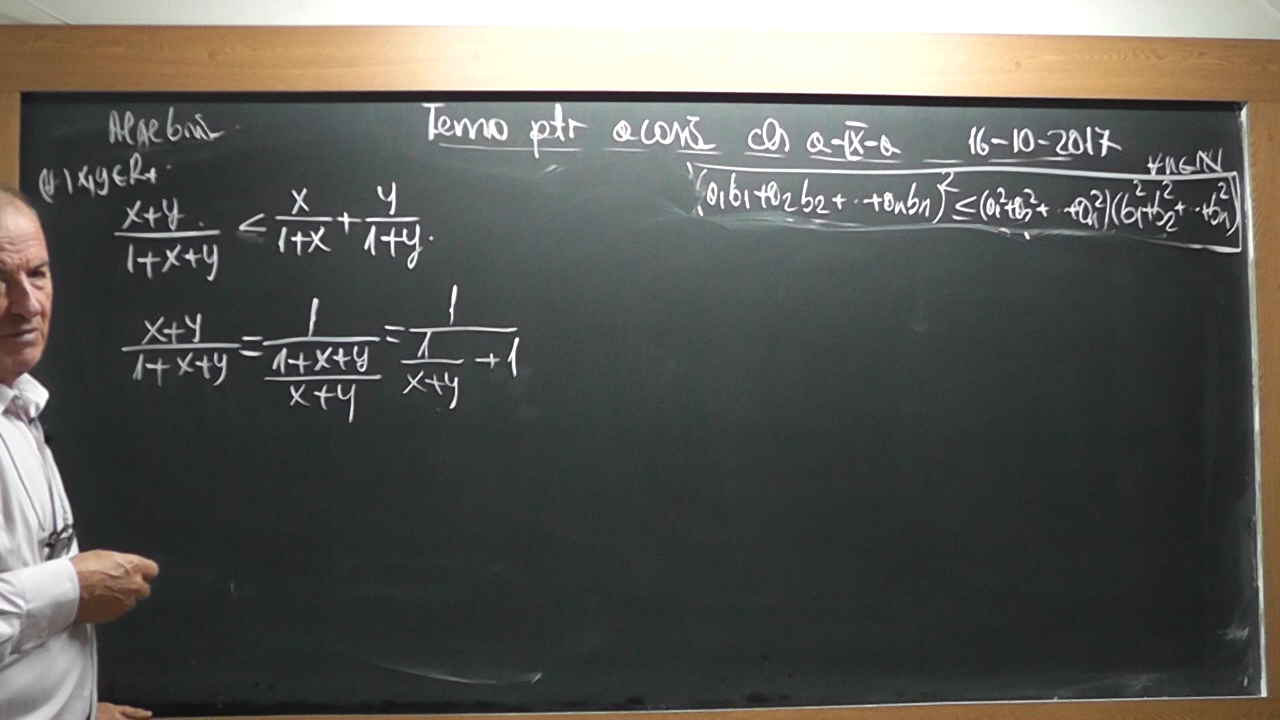 Algebră
Temă ptr acasă cls a-IX-a 16-10-2017
1) x,y∈R+
∀n∈N
(a₁b₁+a₂b₂+...+aₙbₙ)² ≤ (a₁²+a₂²+...+aₙ²)(b₁²+b₂²+...+bₙ²)
(x+y)/(1+x+y) ≤ x/(1+x) + y/(1+y).
(x+y)/(1+x+y) = 1/((1+x+y)/(x+y)) = 1/(1/(x+y) + 1)